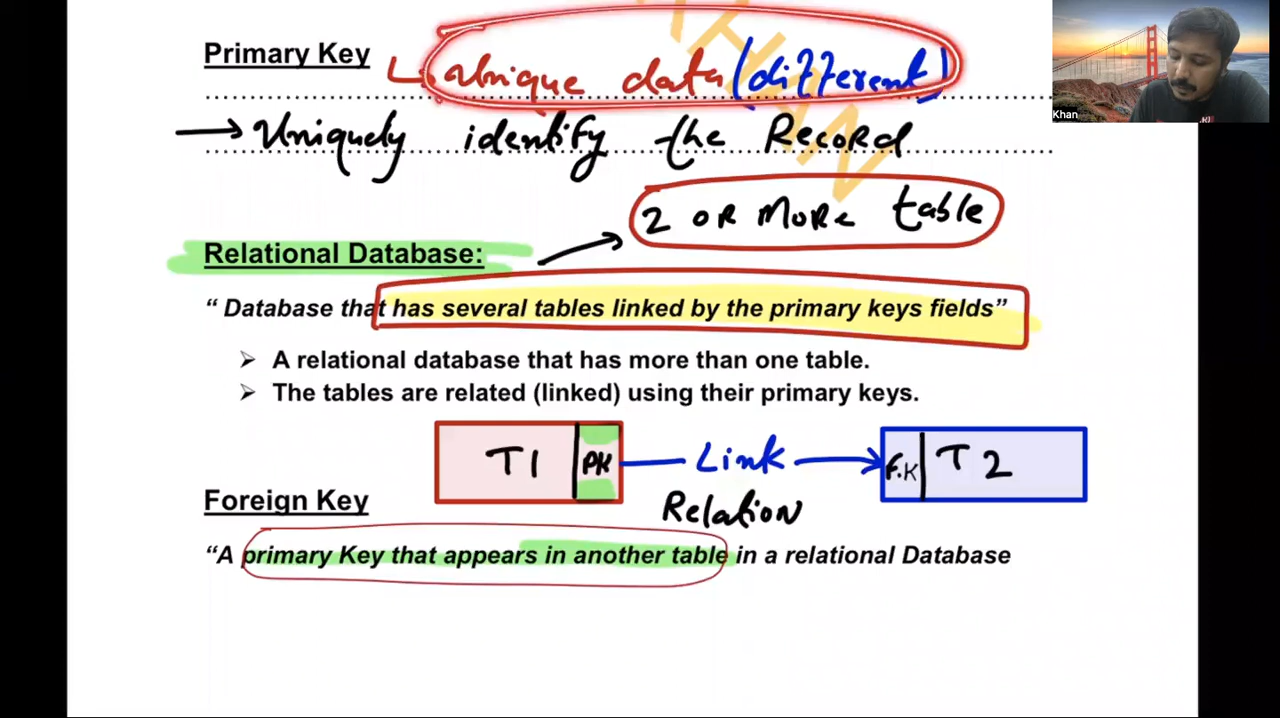 Primary Key
unique data (different)
→ Uniquely identify the Record
2 OR MORE table
Relational Database:
“ Database that has several tables linked by the primary keys fields”
➢ A relational database that has more than one table.
➢ The tables are related (linked) using their primary keys.
T1 PK Link F.K T2
Relation
Foreign Key
“A primary Key that appears in another table in a relational Database
KHAN
Khan